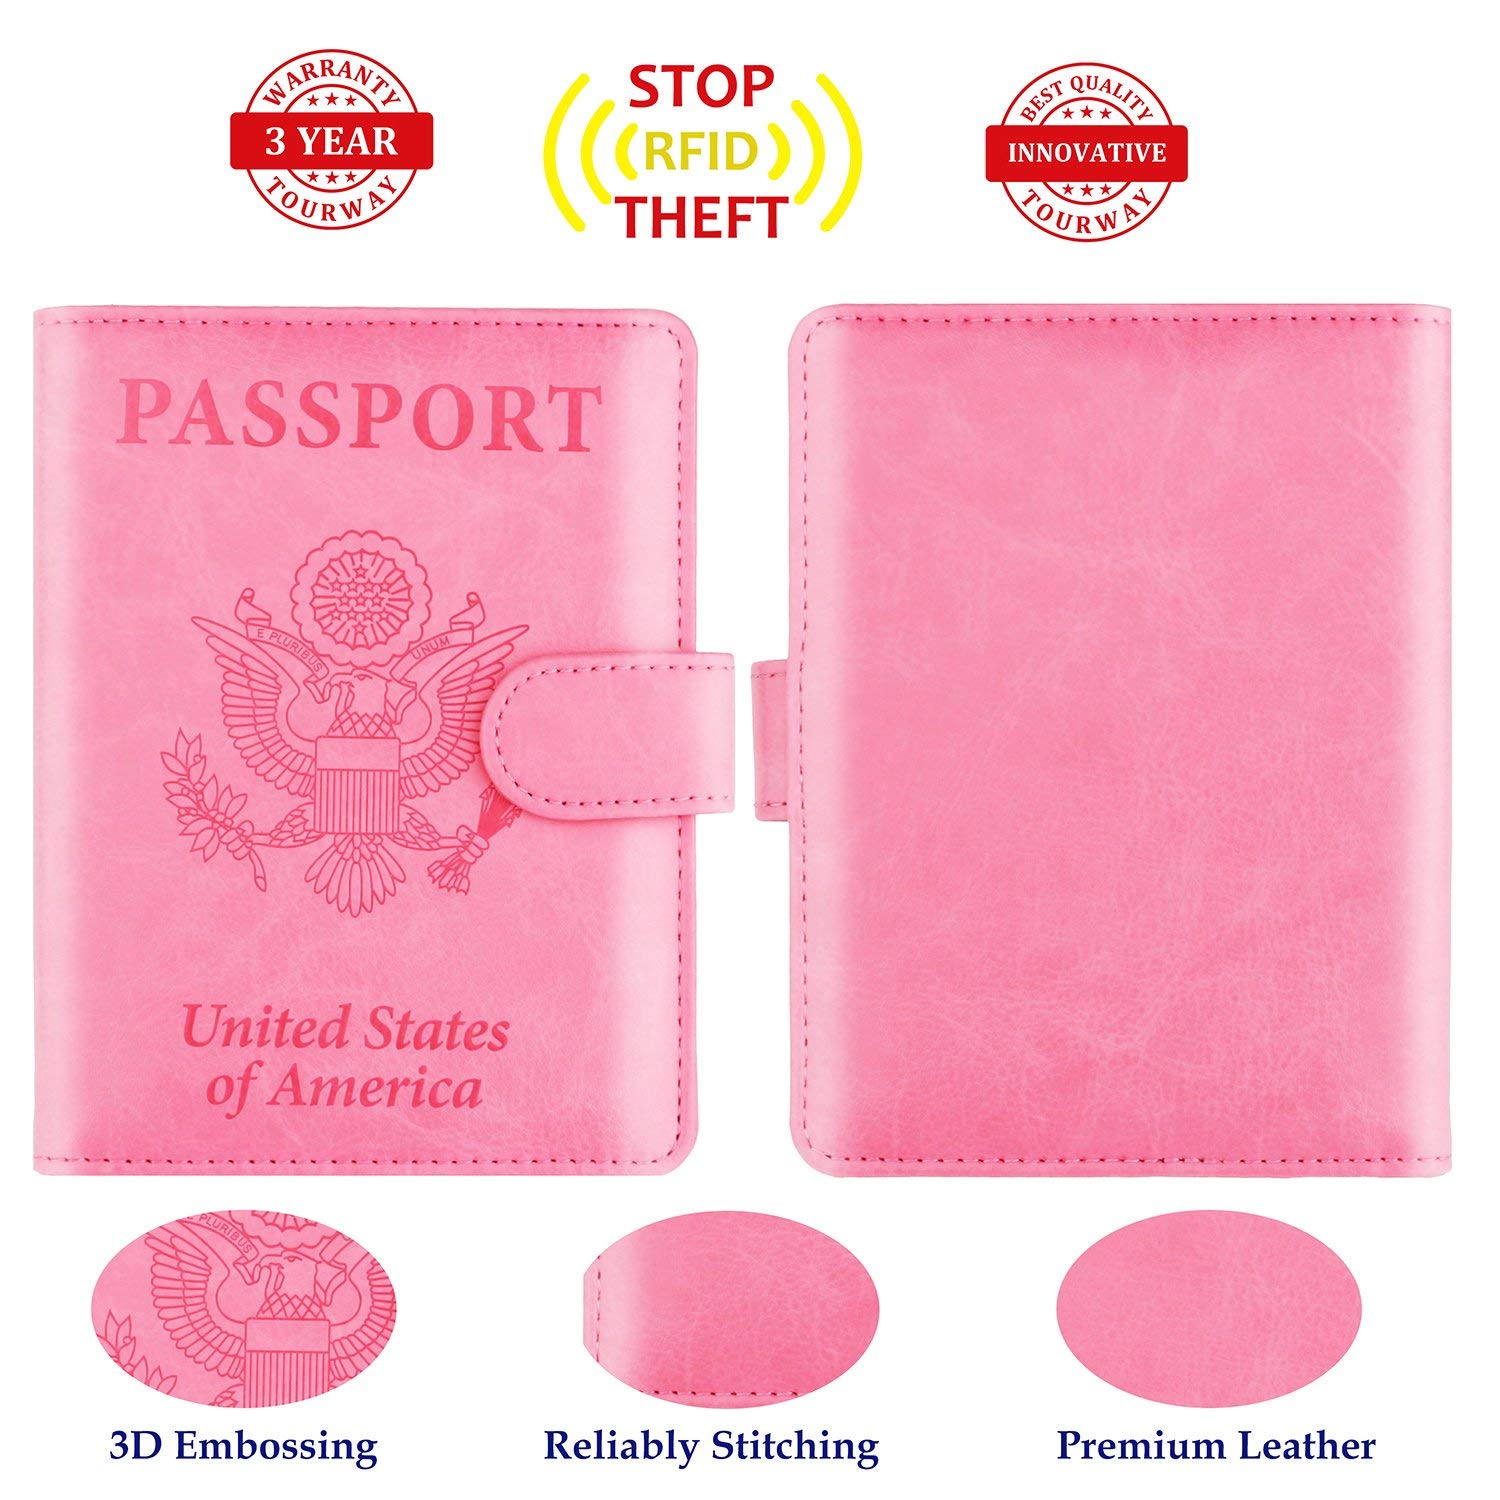 WARRANTY
3 YEAR
TOURWAY
STOP
RFID
THEFT
BEST QUALITY
INNOVATIVE
TOURWAY
PASSPORT
E PLURIBUS UNUM
United States
of America
E PLURIBUS
3D Embossing
Reliably Stitching
Premium Leather